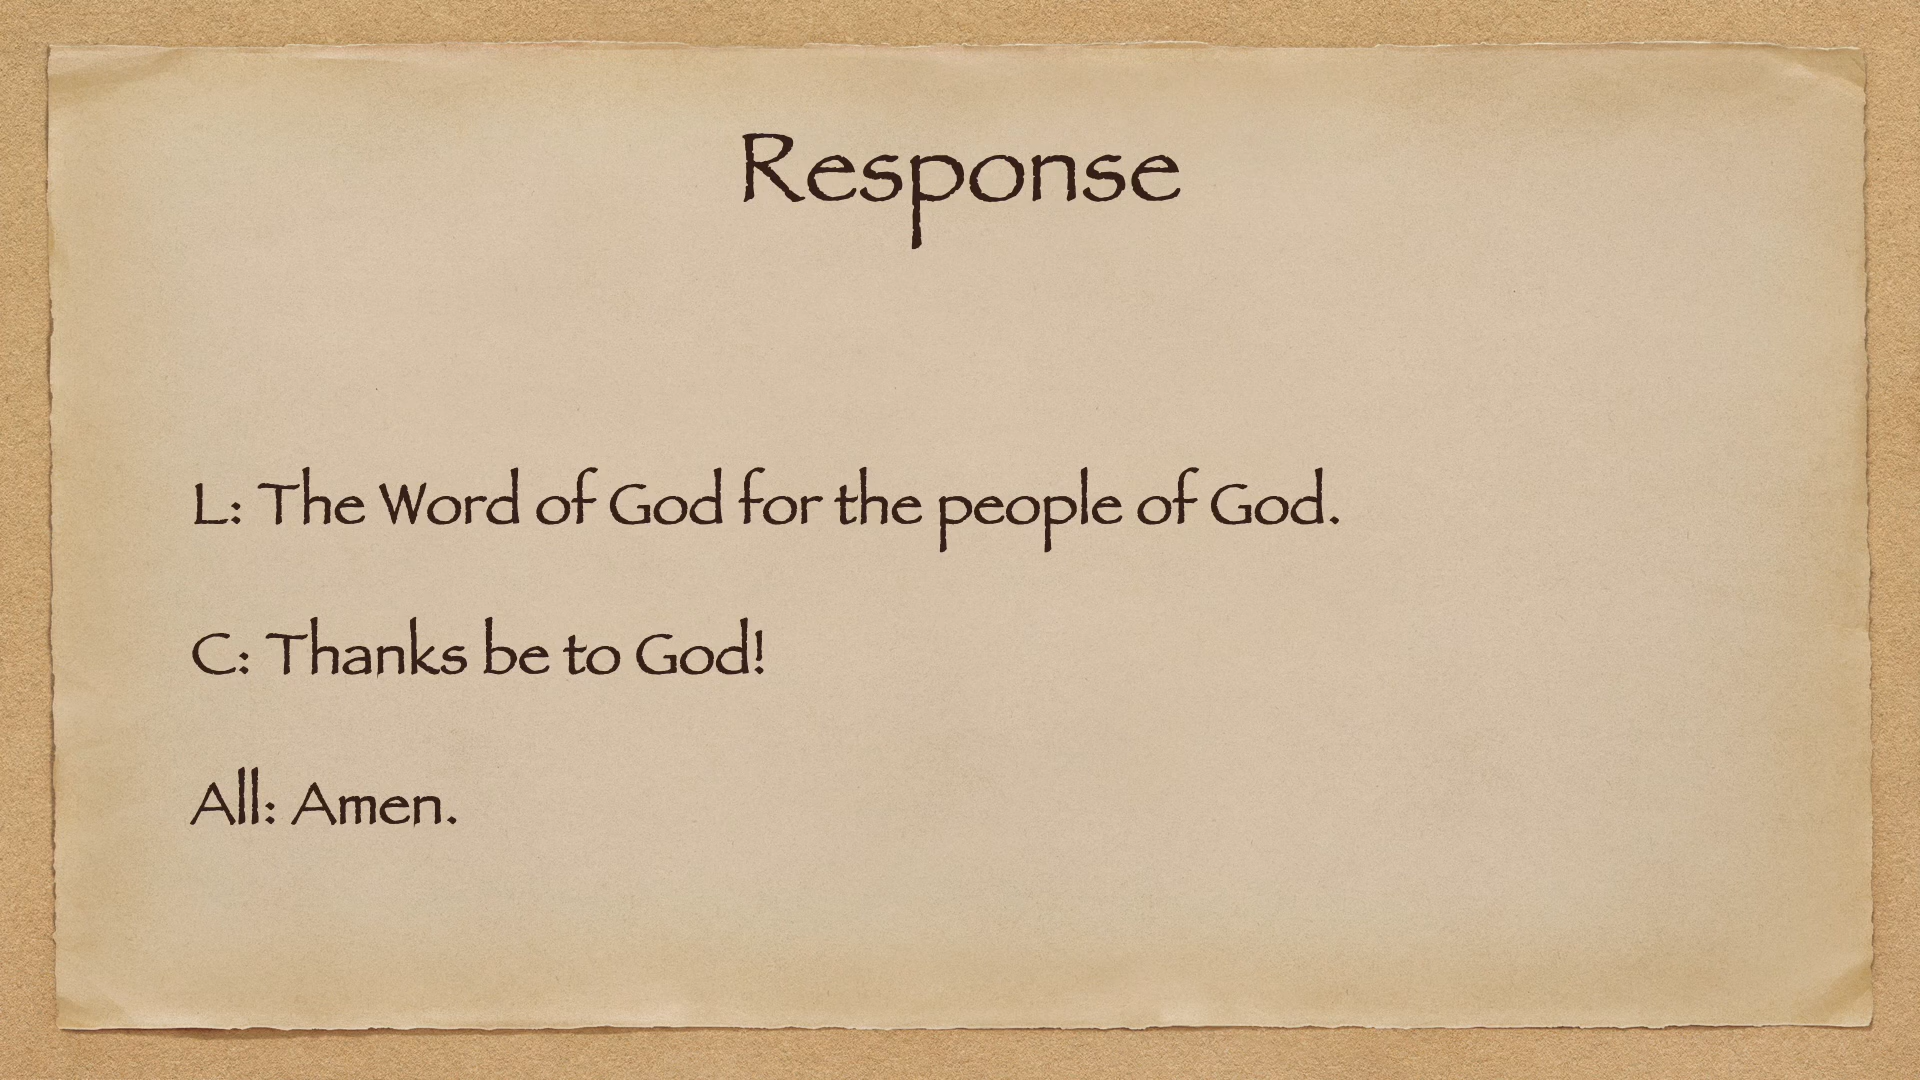 Response
L: The Word of God for the people of God.
C: Thanks be to God!
All: Amen.